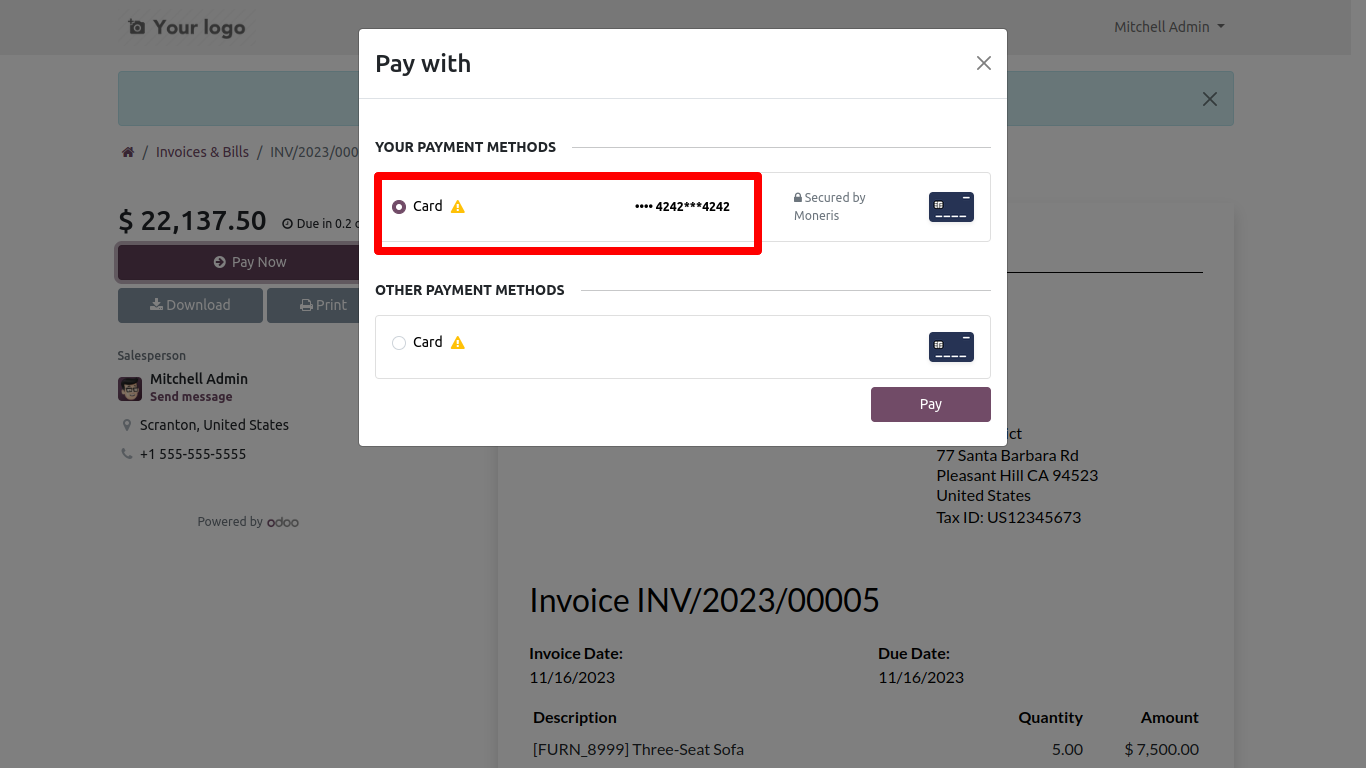 Your logo
Mitchell Admin
Pay with
Invoices & Bills / INV/2023/000
YOUR PAYMENT METHODS
Card
•••• 4242***4242
Secured by
Moneris
$ 22,137.50
Due in 0.2 d
Pay Now
Download
Print
OTHER PAYMENT METHODS
Card
Pay
Salesperson
Mitchell Admin
Send message
Scranton, United States
+1 555-555-5555
Powered by odoo
77 Santa Barbara Rd
Pleasant Hill CA 94523
United States
Tax ID: US12345673
Invoice INV/2023/00005
Invoice Date:
Due Date:
11/16/2023
11/16/2023
Description Quantity Amount
[FURN_8999] Three-Seat Sofa 5.00 $ 7,500.00